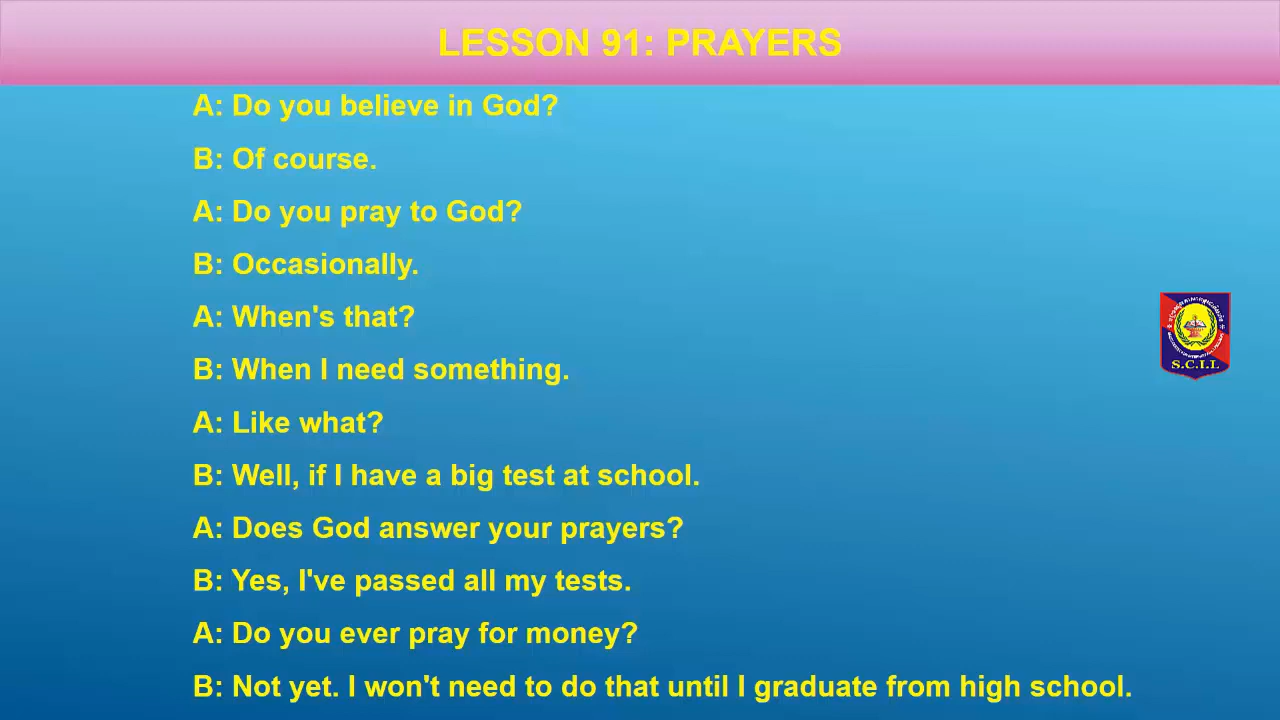 LESSON 91: PRAYERS
A: Do you believe in God?
B: Of course.
A: Do you pray to God?
B: Occasionally.
A: When's that?
B: When I need something.
A: Like what?
B: Well, if I have a big test at school.
A: Does God answer your prayers?
B: Yes, I've passed all my tests.
A: Do you ever pray for money?
B: Not yet. I won't need to do that until I graduate from high school.
S.C.I.L